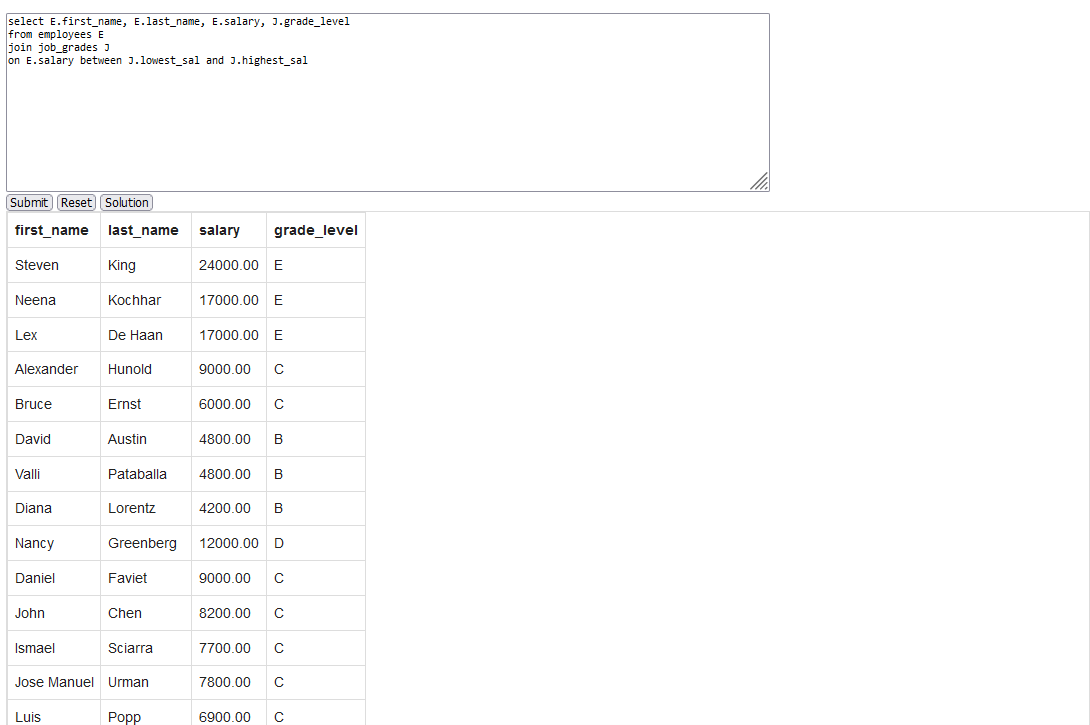 select E.first_name, E.last_name, E.salary, J.grade_level
from employees E
join job_grades J
on E.salary between J.lowest_sal and J.highest_sal
Submit Reset Solution
first_name last_name salary grade_level
Steven King 24000.00 E
Neena Kochhar 17000.00 E
Lex De Haan 17000.00 E
Alexander Hunold 9000.00 C
Bruce Ernst 6000.00 C
David Austin 4800.00 B
Valli Pataballa 4800.00 B
Diana Lorentz 4200.00 B
Nancy Greenberg 12000.00 D
Daniel Faviet 9000.00 C
John Chen 8200.00 C
Ismael Sciarra 7700.00 C
Jose Manuel Urman 7800.00 C
Luis Popp 6900.00 C